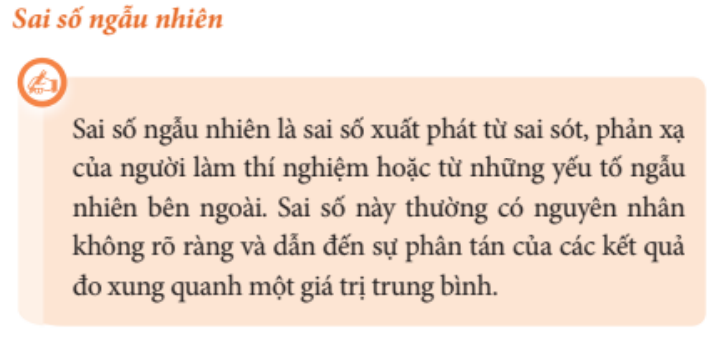 Sai số ngẫu nhiên
Sai số ngẫu nhiên là sai số xuất phát từ sai sót, phản xạ
của người làm thí nghiệm hoặc từ những yếu tố ngẫu
nhiên bên ngoài. Sai số này thường có nguyên nhân
không rõ ràng và dẫn đến sự phân tán của các kết quả
đo xung quanh một giá trị trung bình.